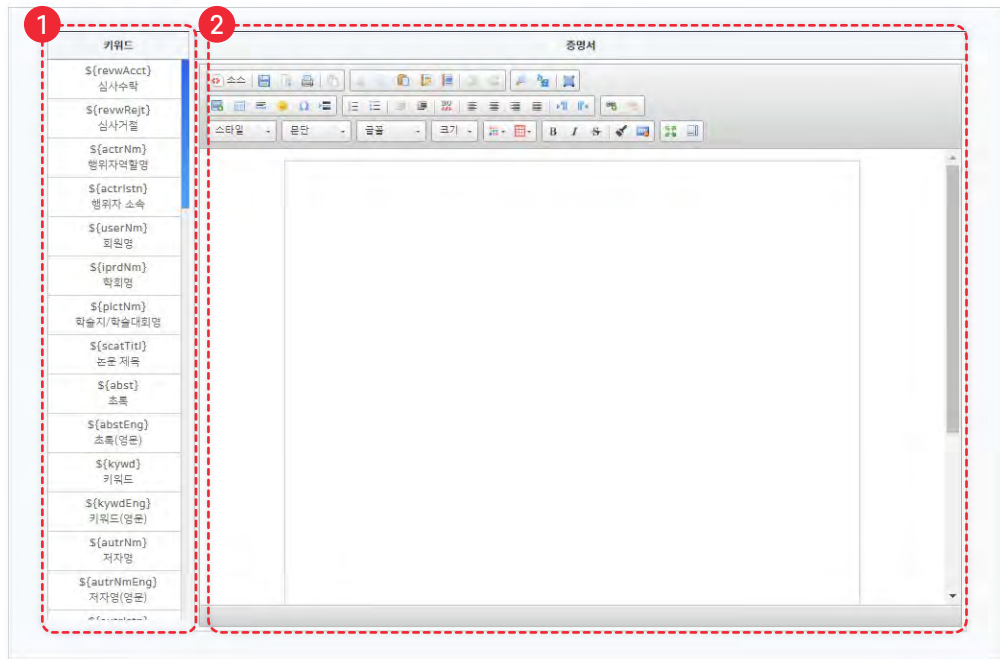 1
2
키워드
증명서
${revwAcct}
심사수락
${revwRejt}
심사거절
${actrNm}
행위자역할명
${actrIstn}
행위자 소속
${userNm}
회원명
${iprdNm}
학회명
${plctNm}
학술지/학술대회명
${scatTitl}
논문 제목
${abst}
초록
${abstEng}
초록(영문)
${kywd}
키워드
${kywdEng}
키워드(영문)
${autrNm}
저자명
${autrNmEng}
저자명(영문)
소스
스타일
문단
글꼴
크기
B I S